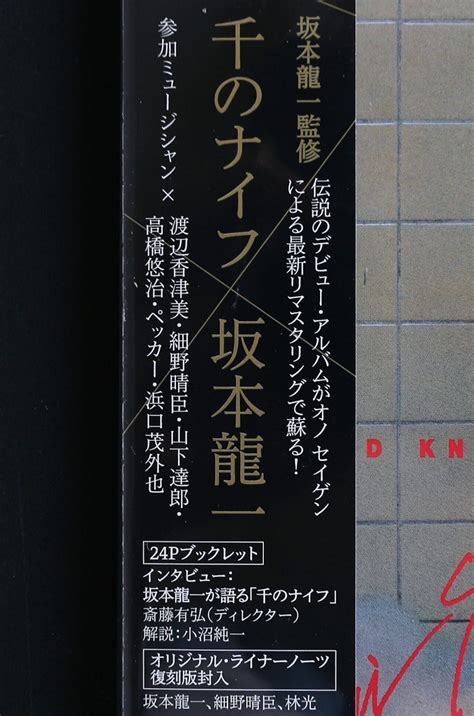 坂本龍一監修
伝説のデビュー・アルバムがオノ セイゲン
による最新リマスタリングで蘇る!
千のナイフ × 坂本龍一
参加ミュージシャン ×
渡辺香津美・細野晴臣・山下達郎・
高橋悠治・ペッカー・浜口茂外也
24Pブックレット
インタビュー:
坂本龍一が語る「千のナイフ」
斎藤有弘(ディレクター)
解説:小沼純一
オリジナル・ライナーノーツ
復刻版封入
坂本龍一、細野晴臣、林光
D KN